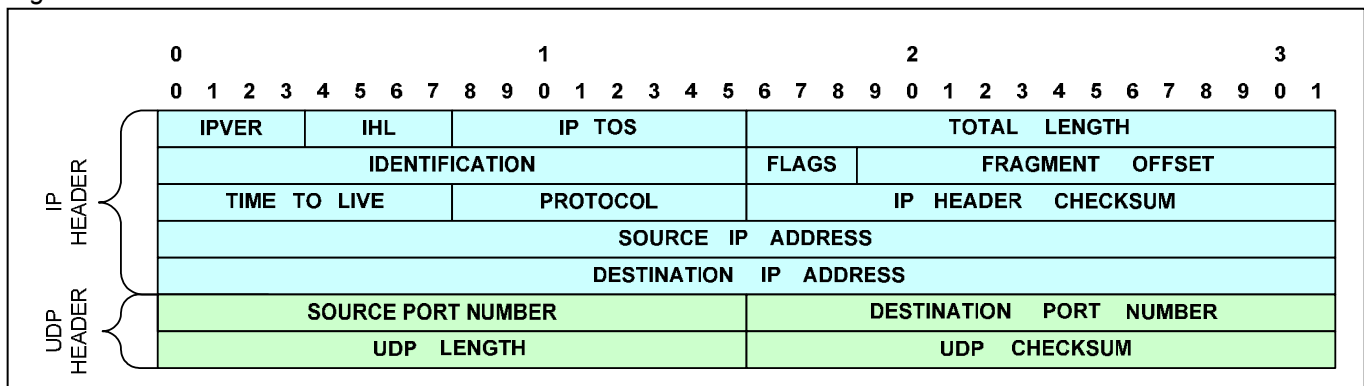 0 1 2 3
0 1 2 3 4 5 6 7 8 9 0 1 2 3 4 5 6 7 8 9 0 1 2 3 4 5 6 7 8 9 0 1
IP HEADER
IPVER IHL IP TOS TOTAL LENGTH
IDENTIFICATION FLAGS FRAGMENT OFFSET
TIME TO LIVE PROTOCOL IP HEADER CHECKSUM
SOURCE IP ADDRESS
DESTINATION IP ADDRESS
UDP HEADER
SOURCE PORT NUMBER DESTINATION PORT NUMBER
UDP LENGTH UDP CHECKSUM